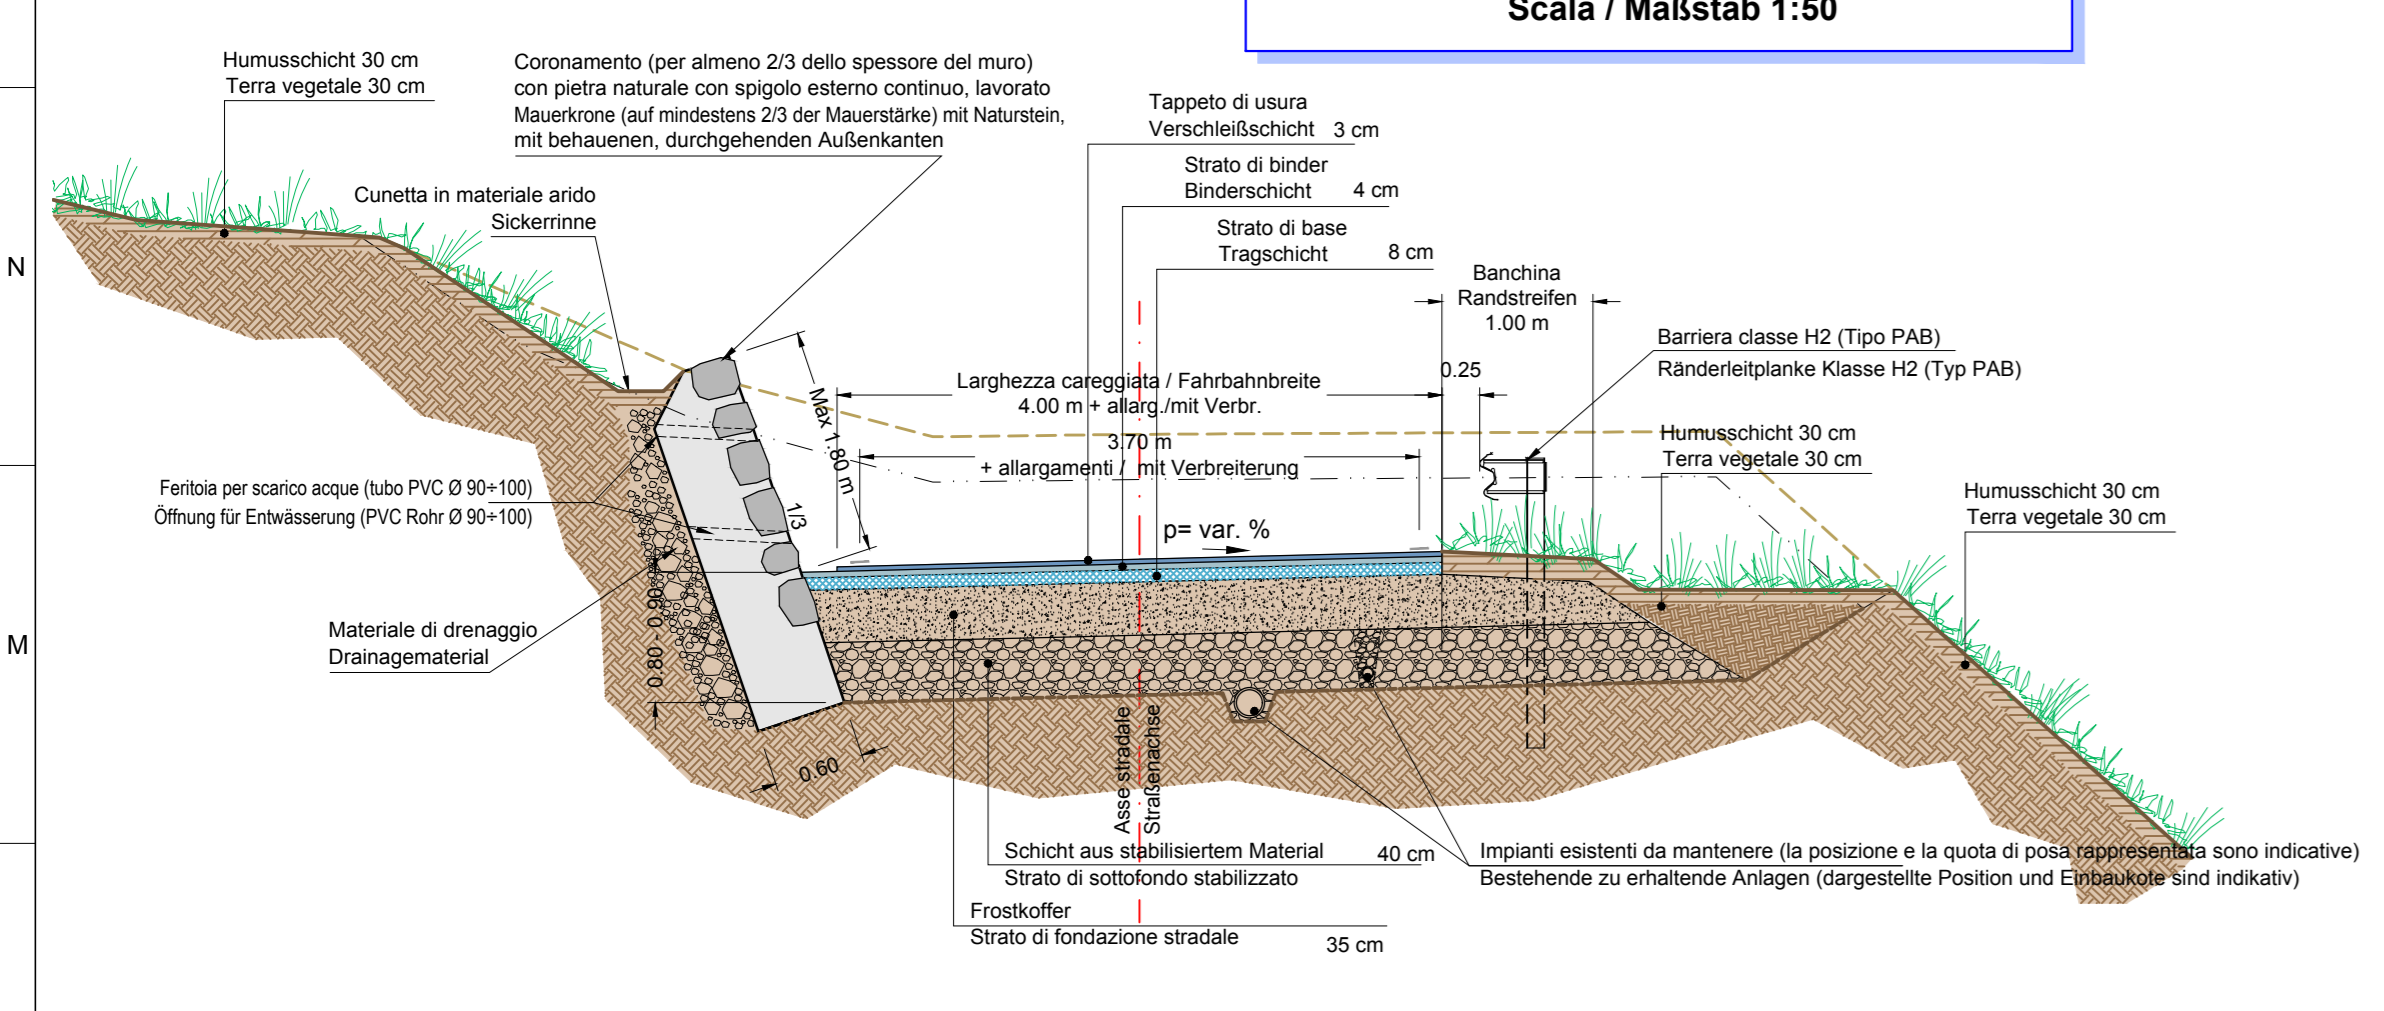 Scala / Maßstab 1:50
Humusschicht 30 cm
Terra vegetale 30 cm
Coronamento (per almeno 2/3 dello spessore del muro)
con pietra naturale con spigolo esterno continuo, lavorato
Mauerkrone (auf mindestens 2/3 der Mauerstärke) mit Naturstein,
mit behauenen, durchgehenden Außenkanten
Tappeto di usura
Verschleißschicht 3 cm
Strato di binder
Binderschicht 4 cm
Strato di base
Tragschicht 8 cm
Cunetta in materiale arido
Sickerrinne
N
Banchina
Randstreifen
1.00 m
Barriera classe H2 (Tipo PAB)
Ränderleitplanke Klasse H2 (Typ PAB)
0.25
Larghezza careggiata / Fahrbahnbreite
4.00 m + allarg./mit Verbr.
Max 1.80 m
3.70 m
+ allargamenti / mit Verbreiterung
Humusschicht 30 cm
Terra vegetale 30 cm
Humusschicht 30 cm
Terra vegetale 30 cm
Feritoia per scarico acque (tubo PVC Ø 90÷100)
Öffnung für Entwässerung (PVC Rohr Ø 90÷100)
1/3
p= var. %
M
Materiale di drenaggio
Drainagematerial
0.80 - 0.90
0.60
Asse stradale
Straßenachse
Schicht aus stabilisiertem Material 40 cm
Strato di sottofondo stabilizzato
Impianti esistenti da mantenere (la posizione e la quota di posa rappresentata sono indicative)
Bestehende zu erhaltende Anlagen (dargestellte Position und Einbaukote sind indikativ)
Frostkoffer
Strato di fondazione stradale 35 cm